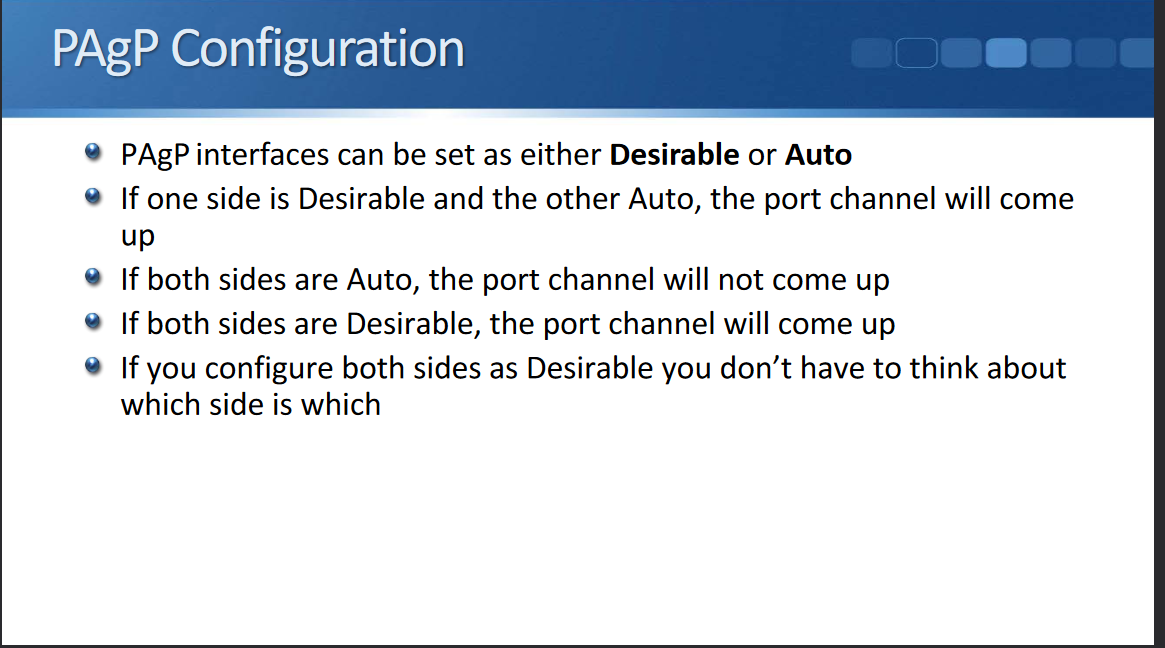 PAgP Configuration
PAgP interfaces can be set as either Desirable or Auto
If one side is Desirable and the other Auto, the port channel will come
up
If both sides are Auto, the port channel will not come up
If both sides are Desirable, the port channel will come up
If you configure both sides as Desirable you don’t have to think about
which side is which